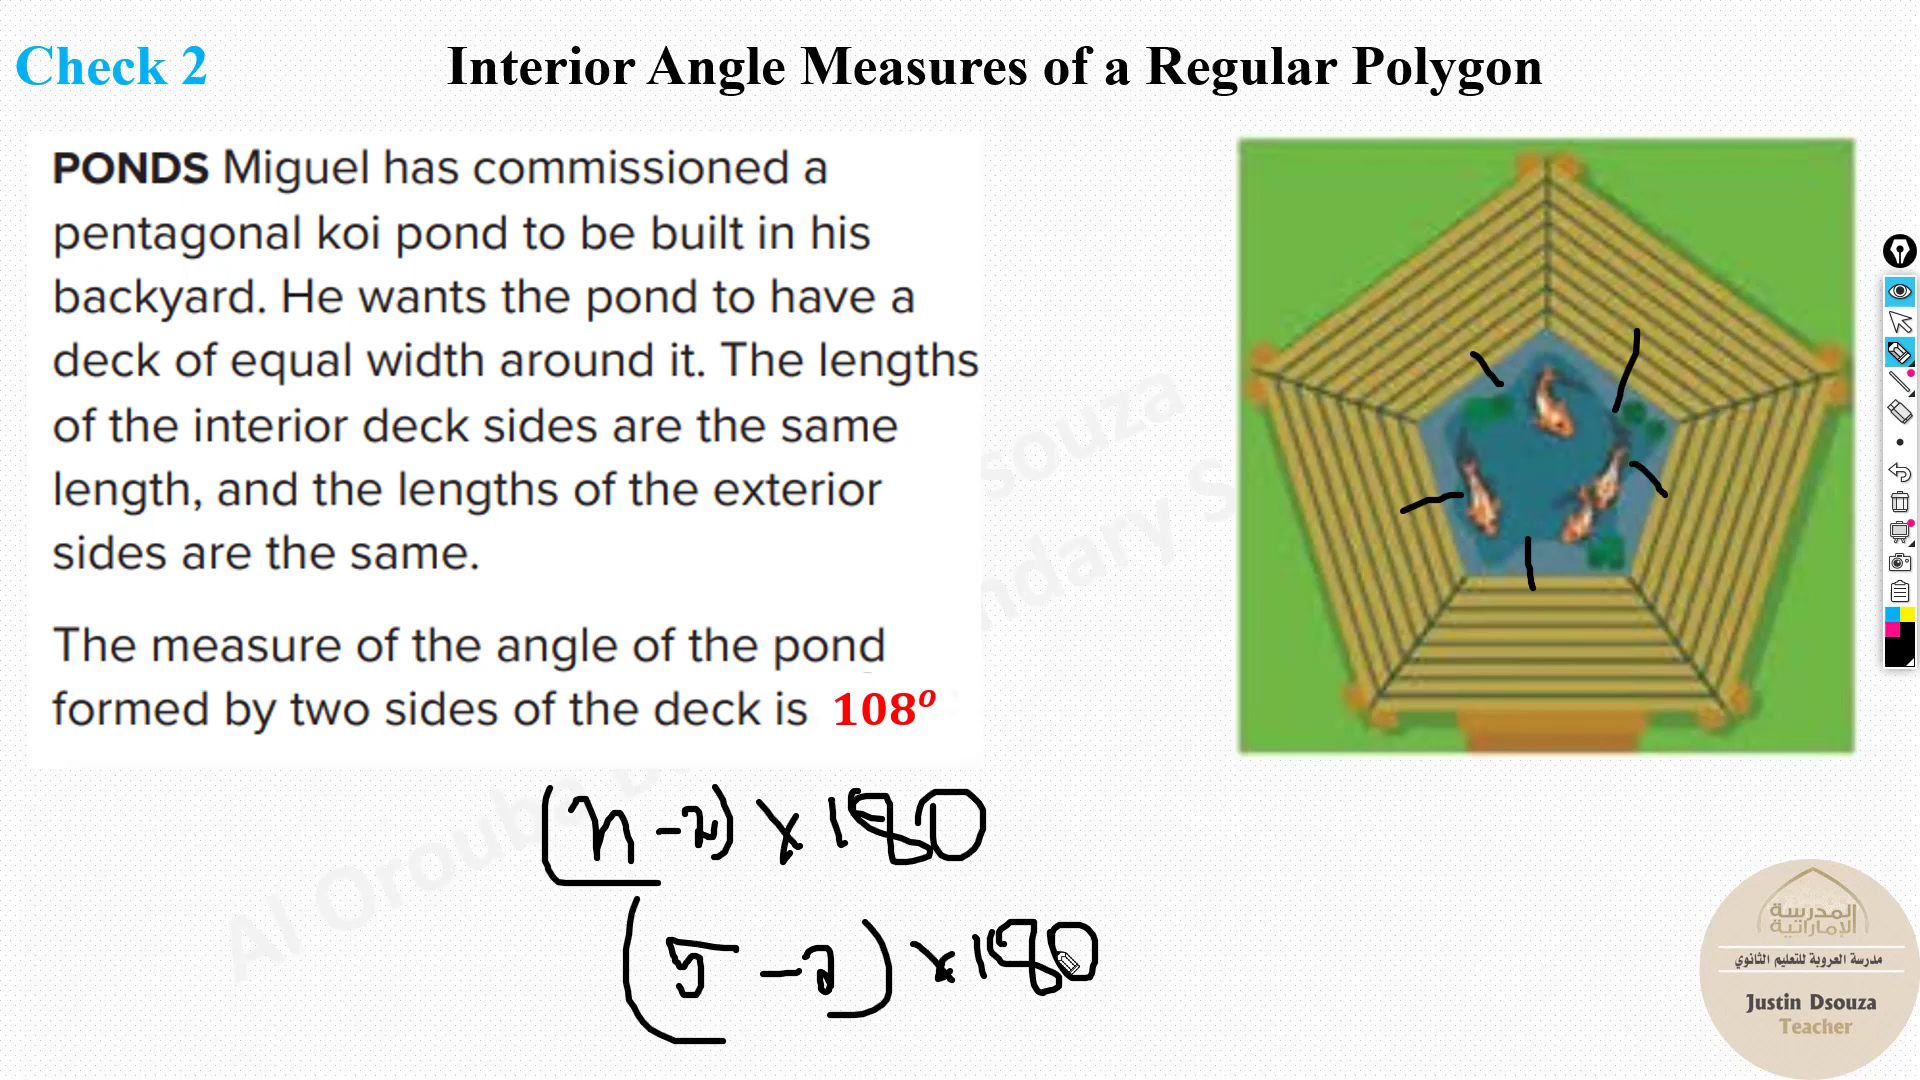 Check 2
Interior Angle Measures of a Regular Polygon
PONDS Miguel has commissioned a
pentagonal koi pond to be built in his
backyard. He wants the pond to have a
deck of equal width around it. The lengths
of the interior deck sides are the same
length, and the lengths of the exterior
sides are the same.
The measure of the angle of the pond
formed by two sides of the deck is 108°
(n-2) × 180
(5-2) × 180
المدرسة
الإماراتية
مدرسة العروبة للتعليم الثانوي
Justin Dsouza
Teacher
Al Orouba
souza
ndary S